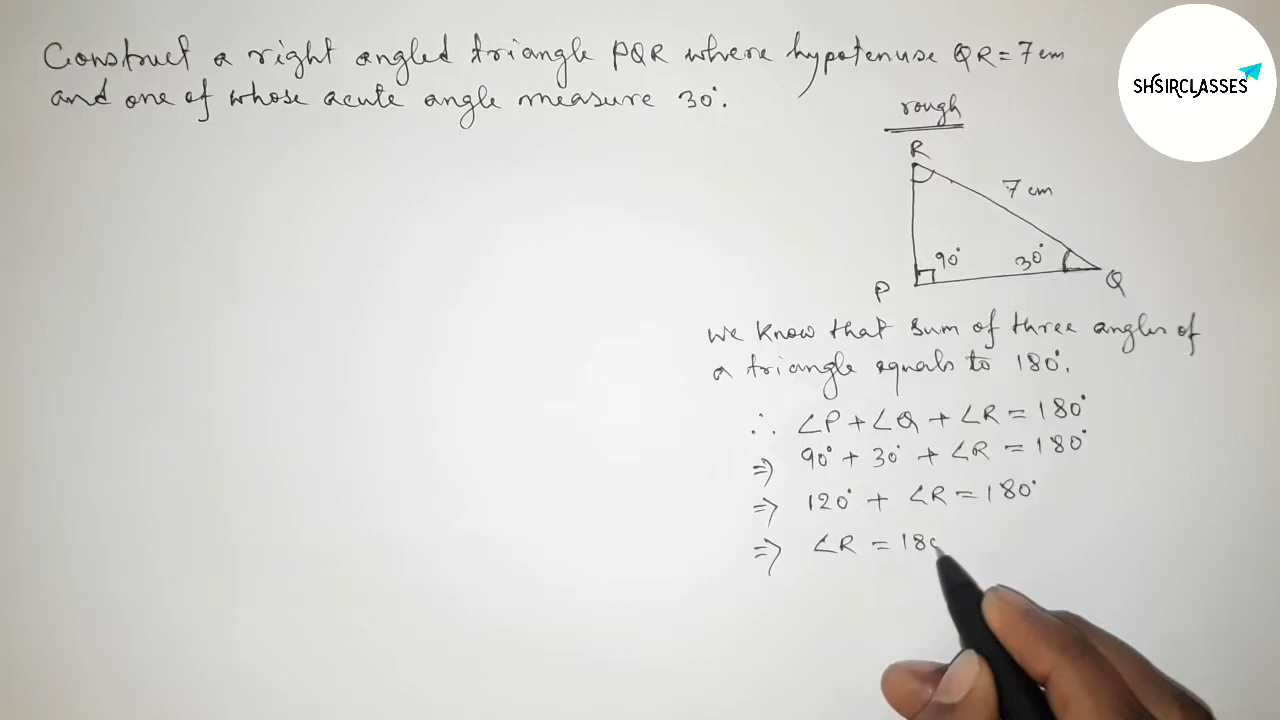 Construct a right angled triangle PQR where hypotenuse QR = 7 cm
and one of whose acute angle measure 30°.
SHSIRCLASSES
rough
R
7 cm
90°
30°
P
Q
We know that sum of three angles of
a triangle equals to 180°.
∴ ∠P + ∠Q + ∠R = 180°
⇒ 90° + 30° + ∠R = 180°
⇒ 120° + ∠R = 180°
⇒ ∠R = 180